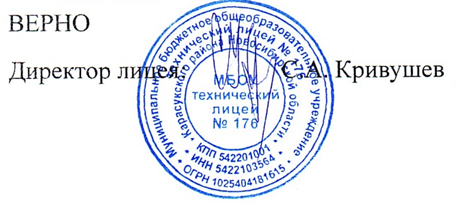 ВЕРНО
Директор лицея С.А. Кривушев
Муниципальное бюджетное общеобразовательное учреждение
технический лицей № 176
Карасукского района Новосибирской области
МБОУ
технический
лицей
№ 176
КПП 542201001
ИНН 5422103564
ОГРН 1025404181615